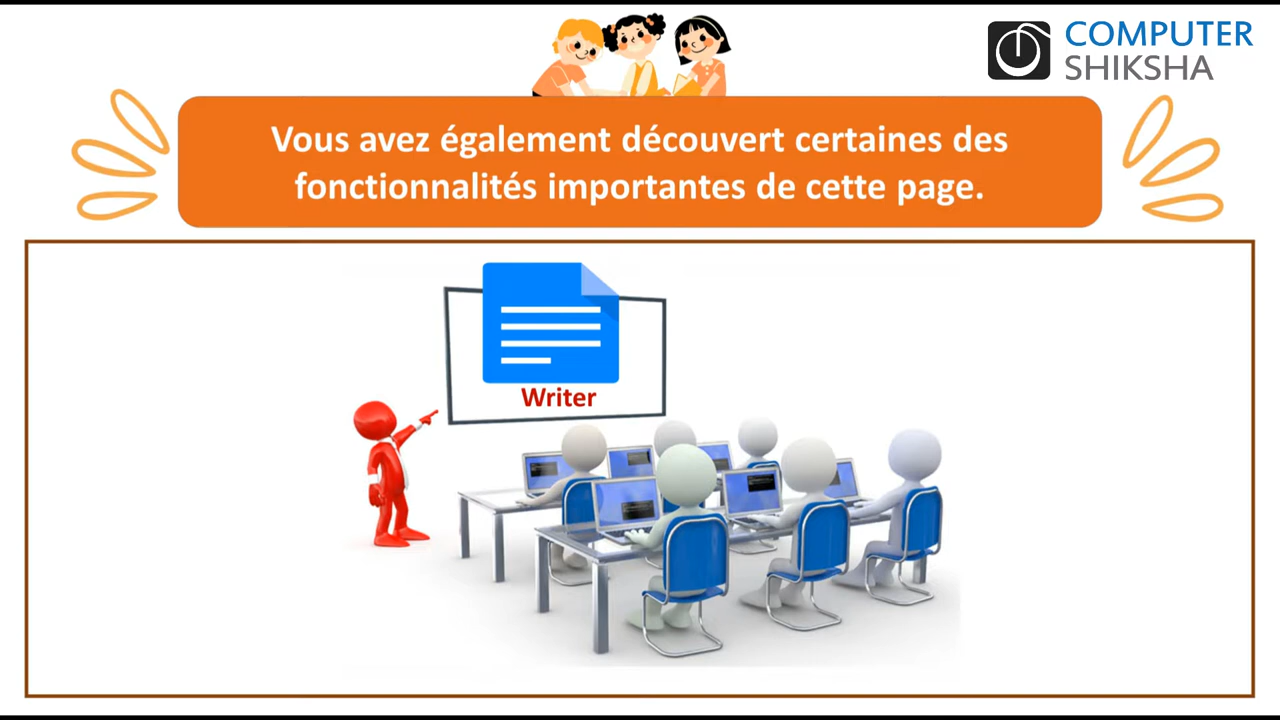 COMPUTER
SHIKSHA
Vous avez également découvert certaines des
fonctionnalités importantes de cette page.
Writer